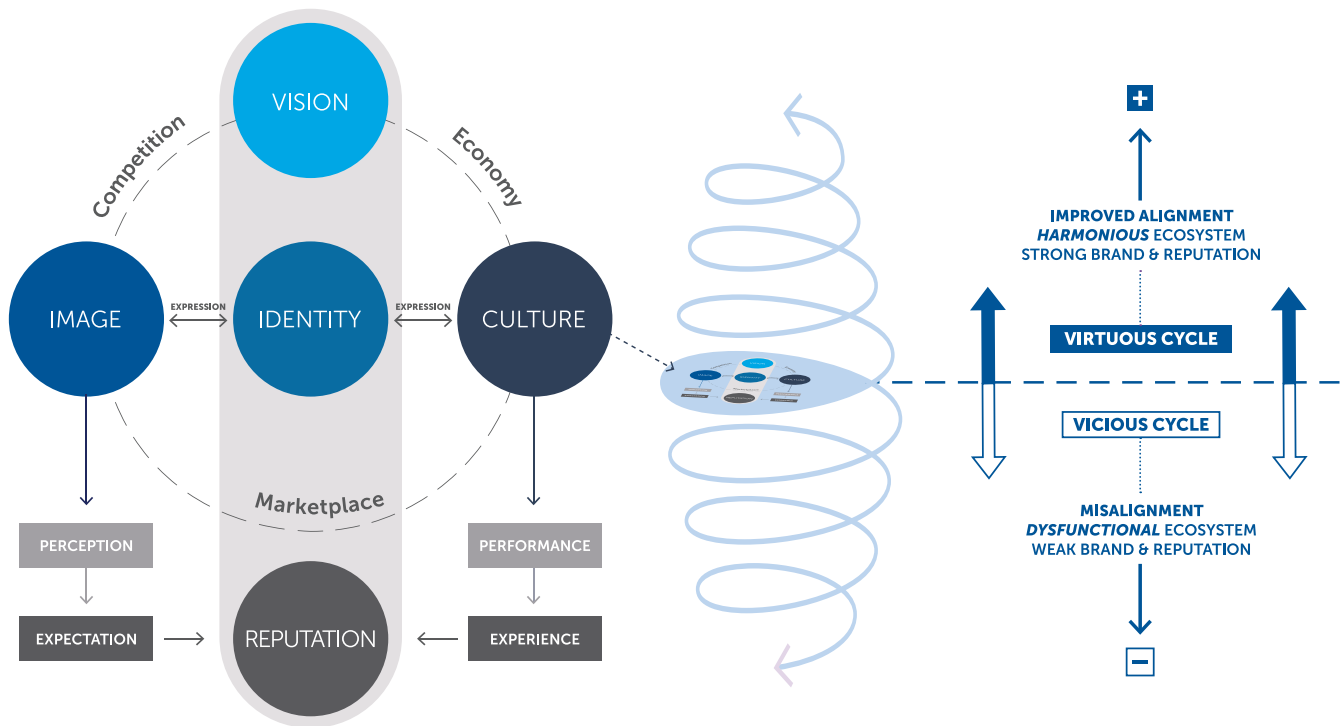 VISION
Competition
Economy
IMAGE
EXPRESSION
IDENTITY
EXPRESSION
CULTURE
Marketplace
PERCEPTION
PERFORMANCE
EXPECTATION
REPUTATION
EXPERIENCE
+
IMPROVED ALIGNMENT
HARMONIOUS ECOSYSTEM
STRONG BRAND & REPUTATION
VIRTUOUS CYCLE
VICIOUS CYCLE
MISALIGNMENT
DYSFUNCTIONAL ECOSYSTEM
WEAK BRAND & REPUTATION
−